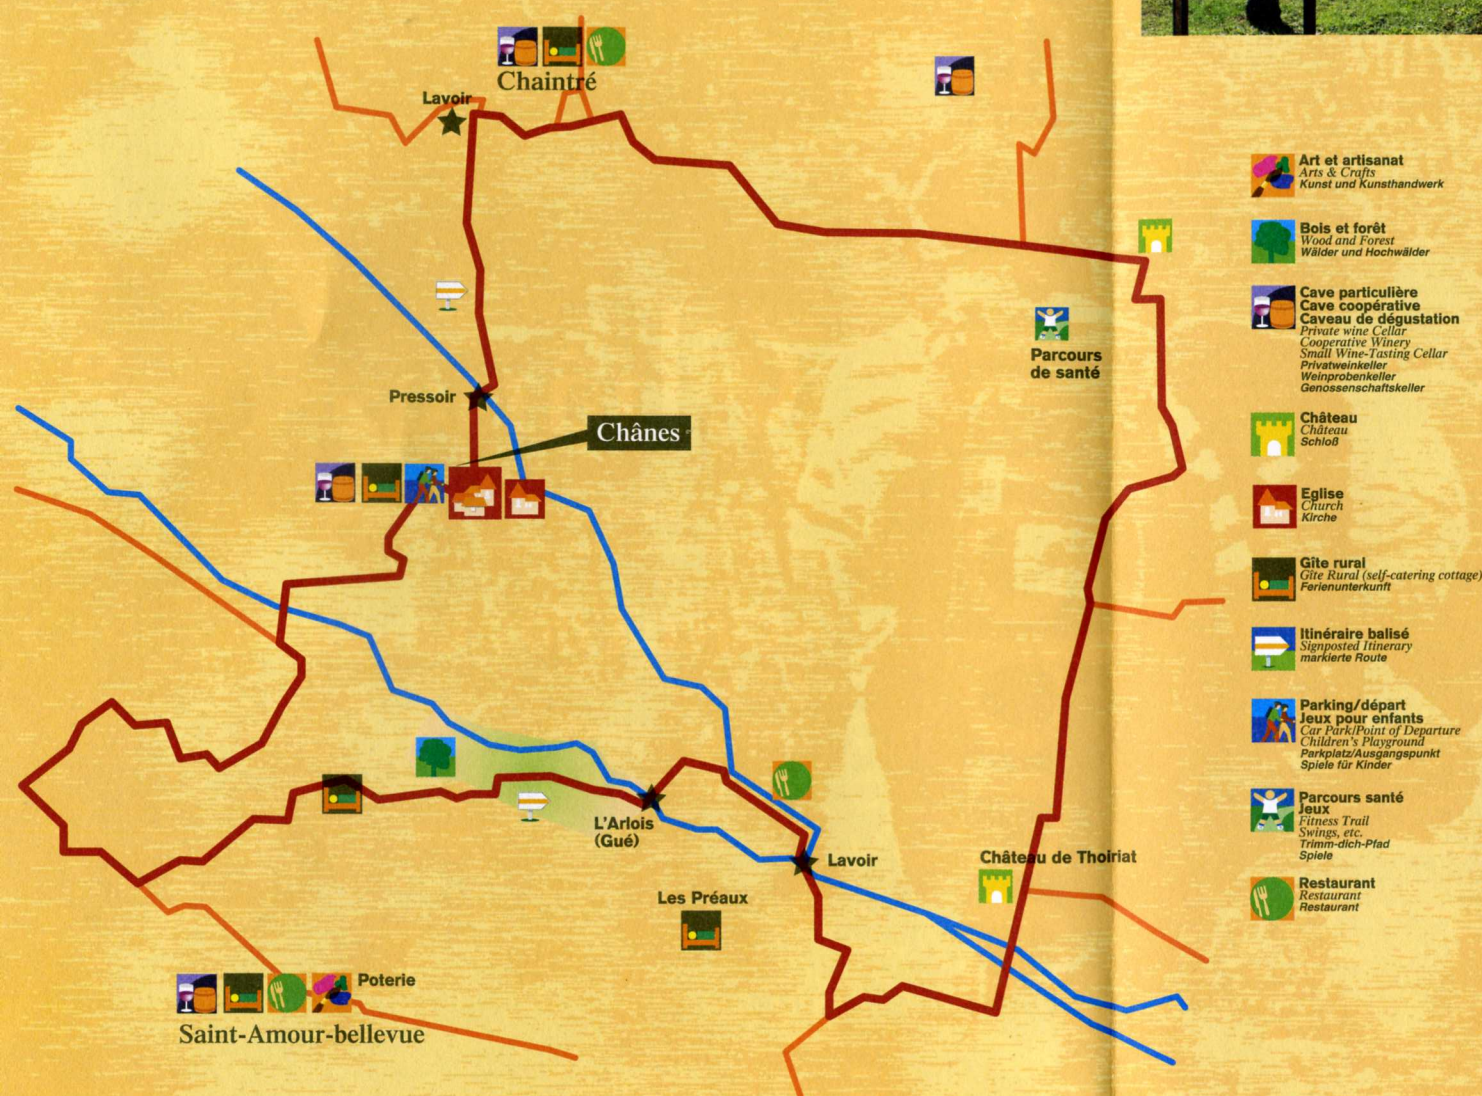 Chaintré
Lavoir
Pressoir
Chânes
Parcours
de santé
L'Arlois
(Gué)
Lavoir
Château de Thoiriat
Les Préaux
Poterie
Saint-Amour-bellevue
Art et artisanat
Arts & Crafts
Kunst und Kunsthandwerk
Bois et forêt
Wood and Forest
Wälder und Hochwälder
Cave particulière
Cave coopérative
Caveau de dégustation
Private wine Cellar
Cooperative Winery
Small Wine-Tasting Cellar
Privatweinkeller
Weinprobenkeller
Genossenschaftskeller
Château
Château
Schloß
Eglise
Church
Kirche
Gîte rural
Gîte Rural (self-catering cottage)
Ferienunterkunft
Itinéraire balisé
Signposted Itinerary
markierte Route
Parking/départ
Jeux pour enfants
Car Park/Point of Departure
Children's Playground
Parkplatz/Ausgangspunkt
Spiele für Kinder
Parcours santé
Jeux
Fitness Trail
Swings, etc.
Trimm-dich-Pfad
Spiele
Restaurant
Restaurant
Restaurant